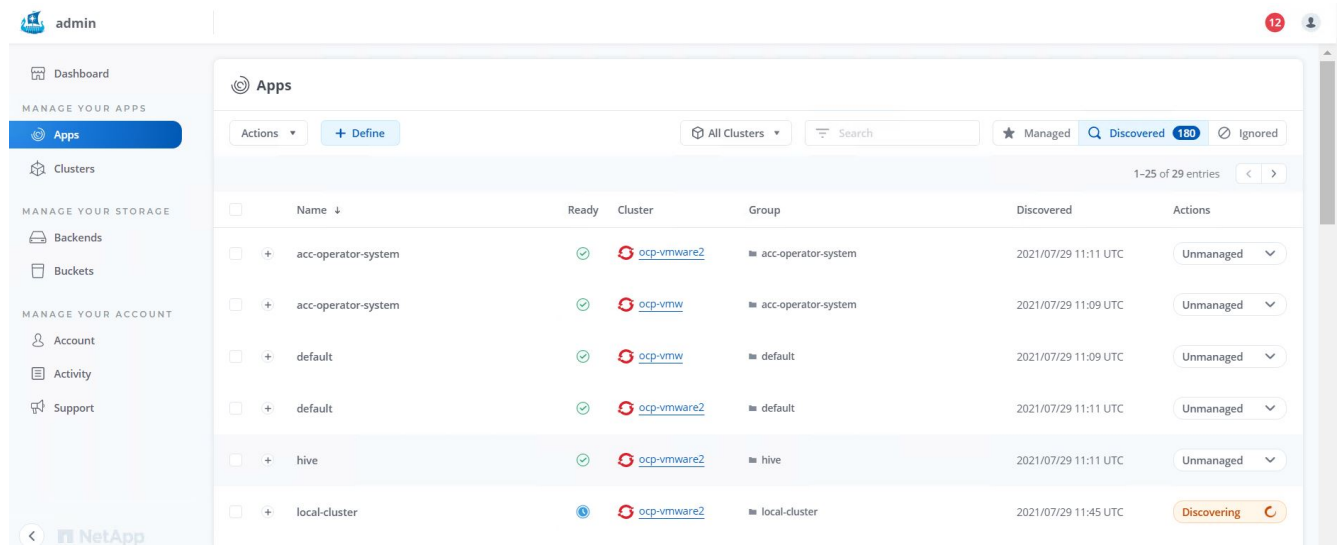 admin
12
Dashboard
MANAGE YOUR APPS
Apps
Clusters
MANAGE YOUR STORAGE
Backends
Buckets
MANAGE YOUR ACCOUNT
Account
Activity
Support
NetApp
Apps
Actions + Define All Clusters Search Managed Discovered 180 Ignored
1–25 of 29 entries < >
Name ↓ Ready Cluster Group Discovered Actions
+ acc-operator-system ocp-vmware2 acc-operator-system 2021/07/29 11:11 UTC Unmanaged
+ acc-operator-system ocp-vmw acc-operator-system 2021/07/29 11:09 UTC Unmanaged
+ default ocp-vmw default 2021/07/29 11:09 UTC Unmanaged
+ default ocp-vmware2 default 2021/07/29 11:11 UTC Unmanaged
+ hive ocp-vmware2 hive 2021/07/29 11:11 UTC Unmanaged
+ local-cluster ocp-vmware2 local-cluster 2021/07/29 11:45 UTC Discovering